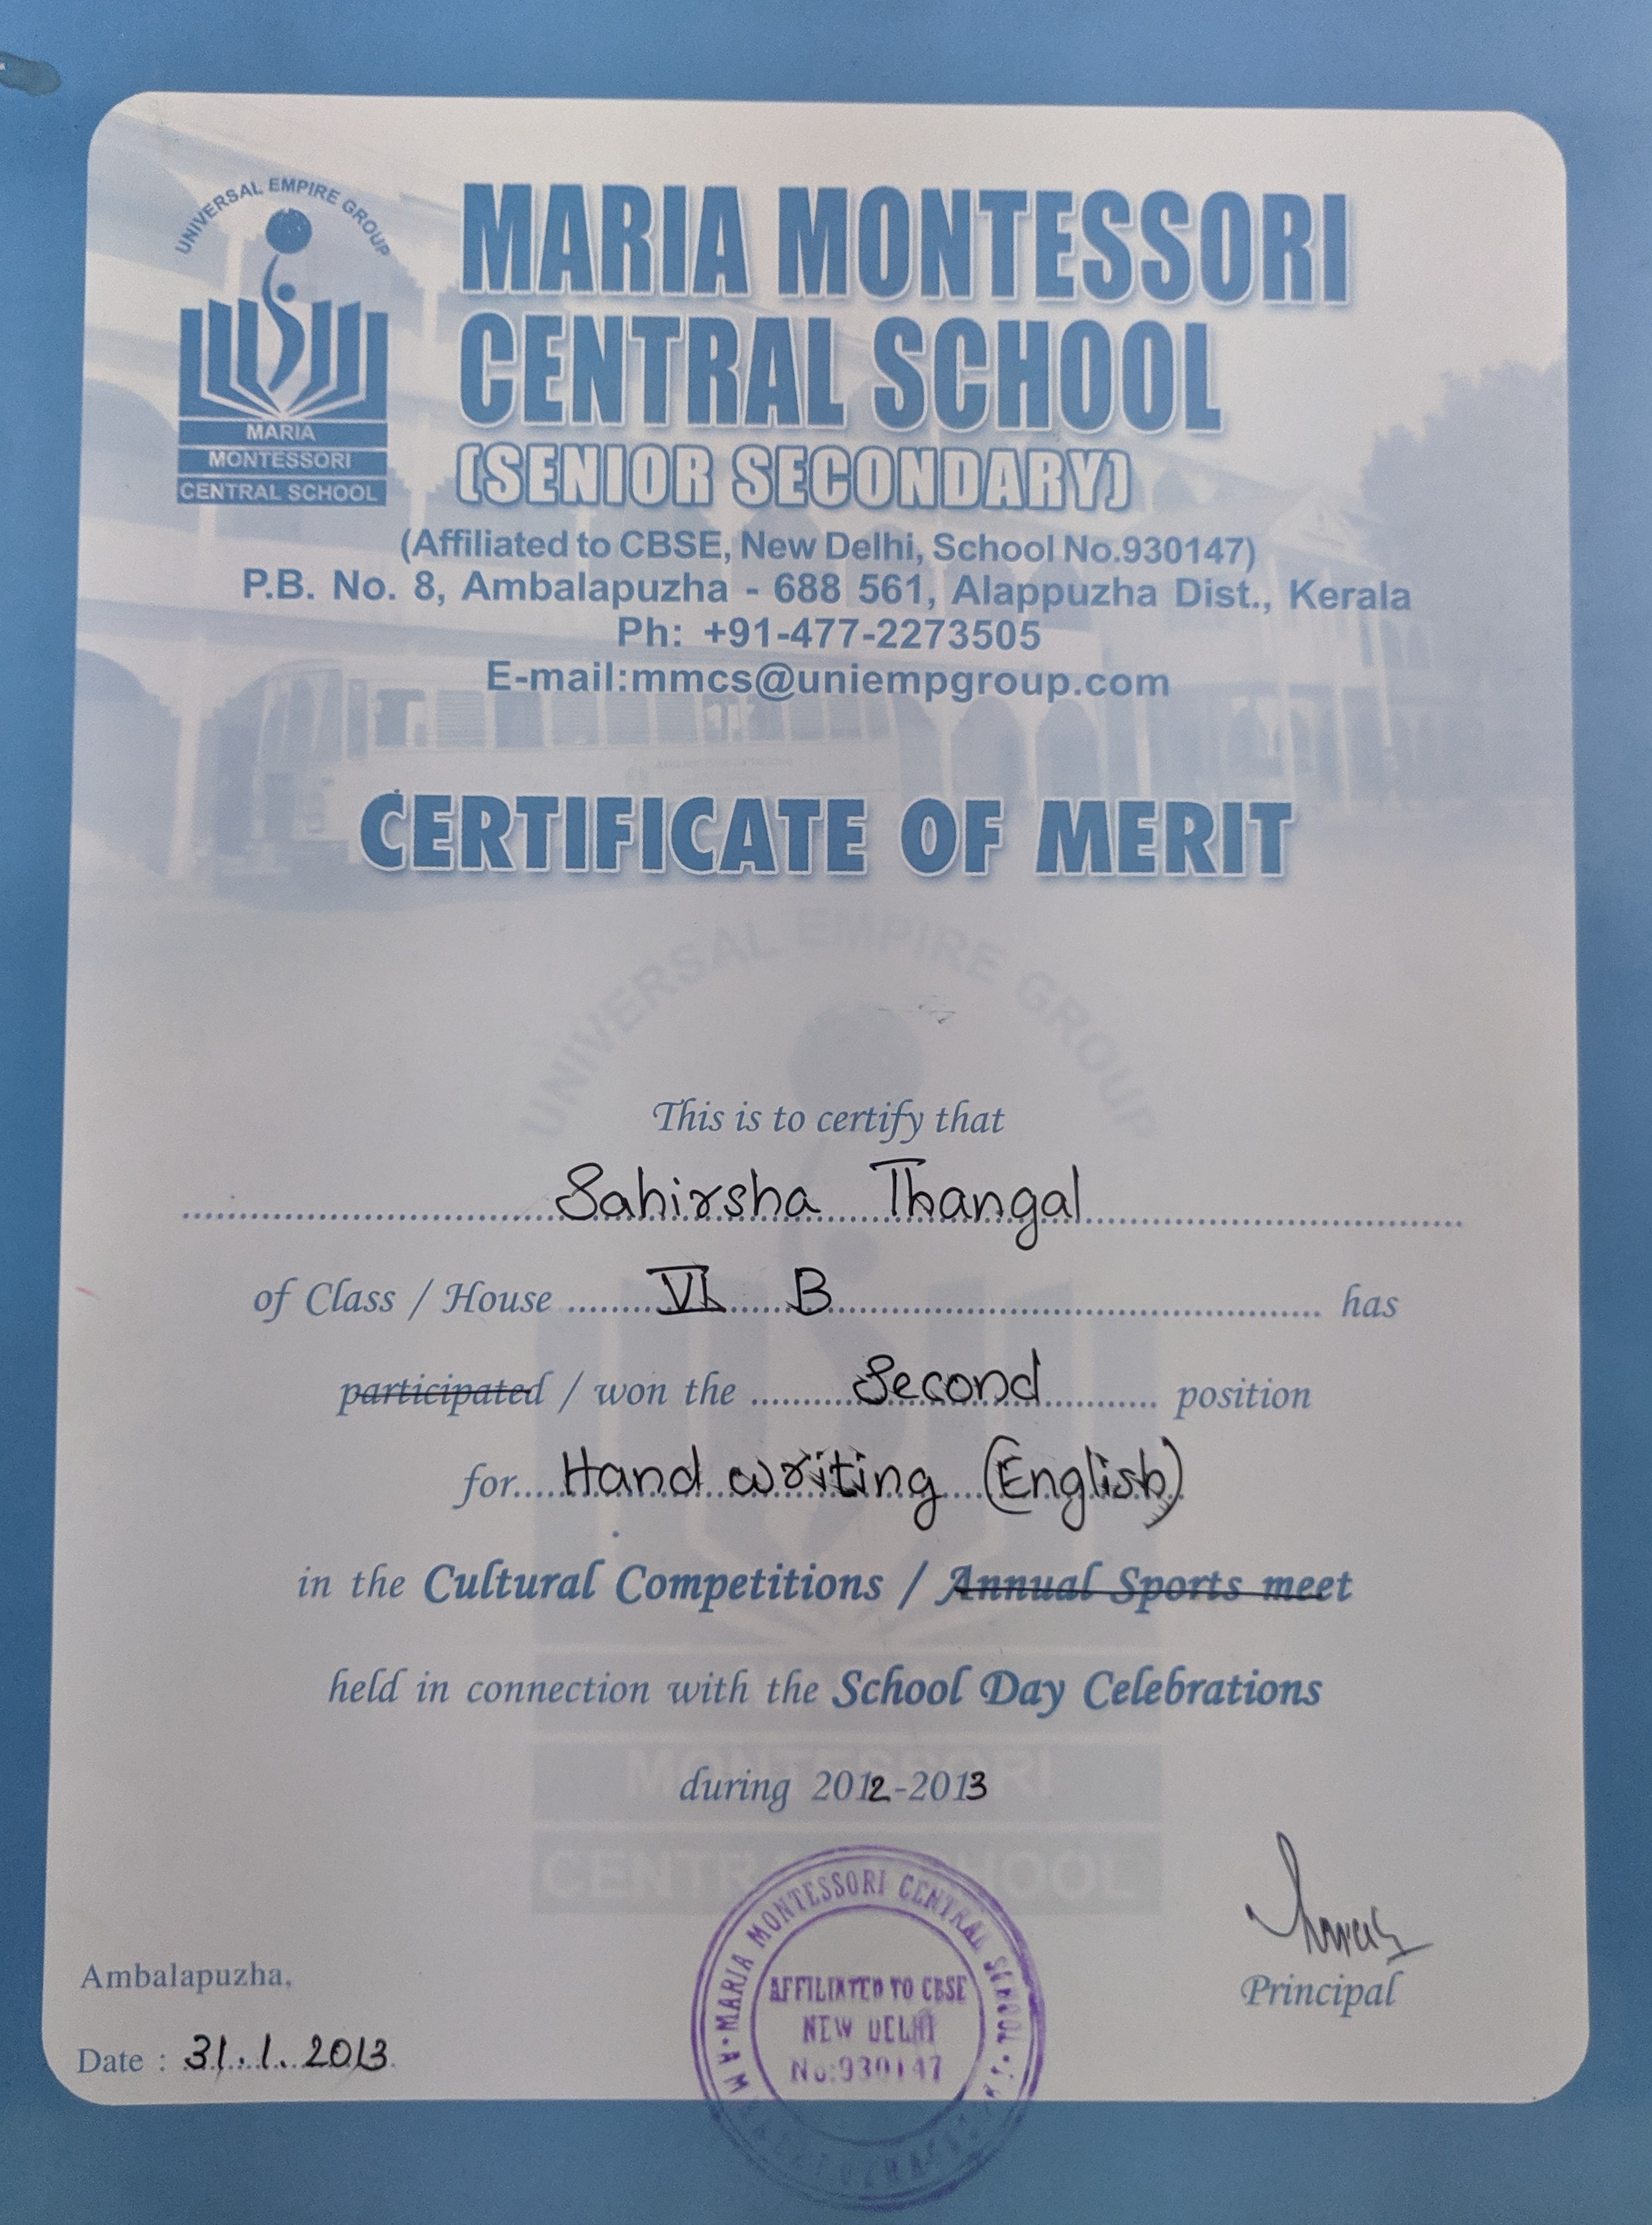 UNIVERSAL EMPIRE GROUP
MARIA
MONTESSORI
CENTRAL SCHOOL
MARIA MONTESSORI
CENTRAL SCHOOL
(SENIOR SECONDARY)
(Affiliated to CBSE, New Delhi, School No.930147)
P.B. No. 8, Ambalapuzha - 688 561, Alappuzha Dist., Kerala
Ph: +91-477-2273505
E-mail:mmcs@uniempgroup.com
CERTIFICATE OF MERIT
UNIVERSAL EMPIRE GROUP
This is to certify that
Sahirsha Thangal
of Class / House VI B has
participated / won the Second position
for Hand writing (English)
in the Cultural Competitions / Annual Sports meet
held in connection with the School Day Celebrations
MONTESSORI
during 2012-2013
CENTRAL SCHOOL
MARIA MONTESSORI CENTRAL SCHOOL
AFFILIATED TO CBSE
NEW DELHI
No:930147
Principal
Ambalapuzha,
Date : 31.1.2013